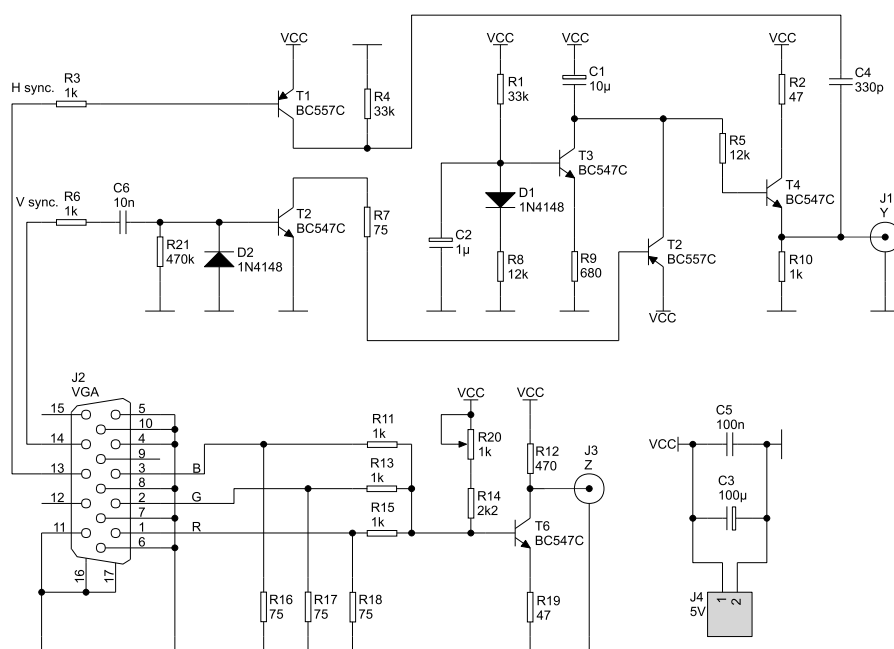 VCC
VCC
VCC
VCC
H sync.
R3
1k
T1
BC557C
R4
33k
R1
33k
C1
10µ
R2
47
C4
330p
T3
BC547C
R5
12k
T4
BC547C
J1
Y
V sync.
R6
1k
C6
10n
R21
470k
D2
1N4148
T2
BC547C
R7
75
C2
1µ
D1
1N4148
R8
12k
R9
680
T2
BC557C
R10
1k
VCC
J2
VGA
15
14
13
12
11
5
10
4
9
3
8
2
7
1
6
16
17
B
G
R
R11
1k
R13
1k
R15
1k
R16
75
R17
75
R18
75
VCC
R20
1k
R14
2k2
VCC
R12
470
J3
Z
T6
BC547C
R19
47
VCC
C5
100n
C3
100µ
J4
5V
1
2